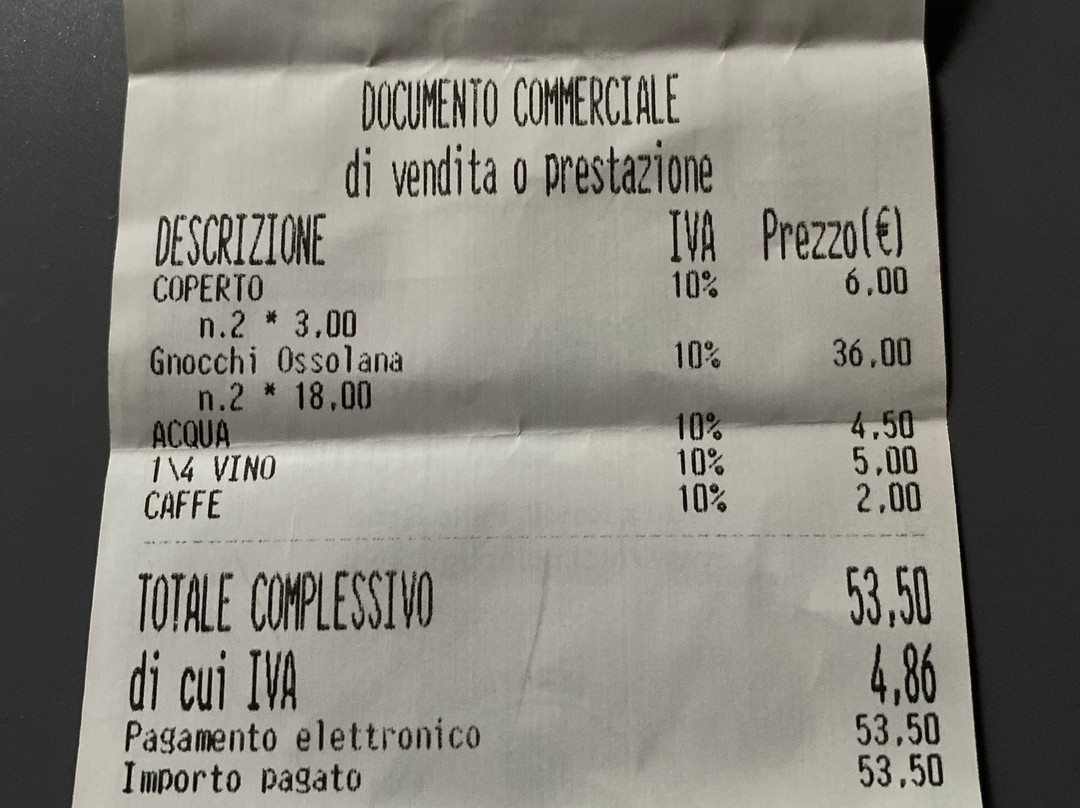 DOCUMENTO COMMERCIALE
di vendita o prestazione
DESCRIZIONE IVA Prezzo(€)
COPERTO 10% 6,00
n.2 * 3,00
Gnocchi Ossolana 10% 36,00
n.2 * 18,00
ACQUA 10% 4,50
1\4 VINO 10% 5,00
CAFFE 10% 2,00
TOTALE COMPLESSIVO 53,50
di cui IVA 4,86
Pagamento elettronico 53,50
Importo pagato 53,50